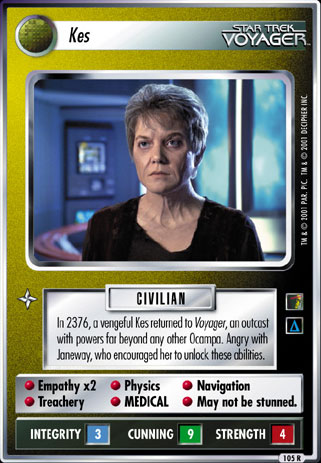 Kes
STAR TREK
VOYAGER
TM & © 2001 PAR. PIC. TM & © 2001 DECIPHER INC.
CIVILIAN
In 2376, a vengeful Kes returned to Voyager, an outcast
with powers far beyond any other Ocampa. Angry with
Janeway, who encouraged her to unlock these abilities.
Empathy x2 Physics Navigation
Treachery MEDICAL May not be stunned.
INTEGRITY 3 CUNNING 9 STRENGTH 4
105 R